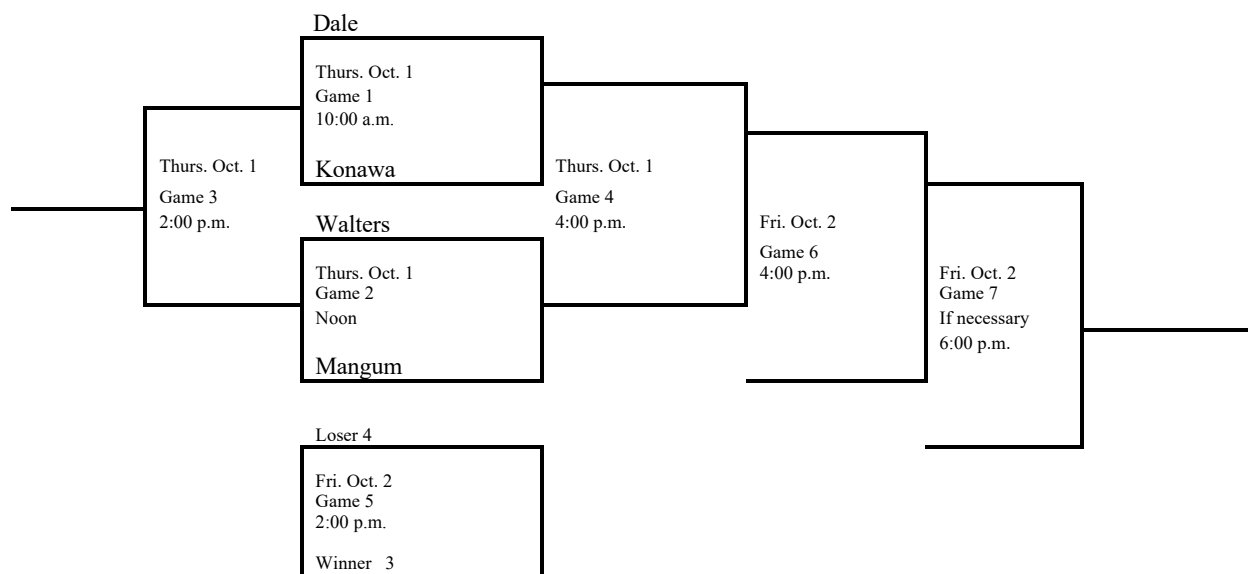 Dale
Thurs. Oct. 1
Game 1
10:00 a.m.
Konawa
Thurs. Oct. 1
Game 3
2:00 p.m.
Thurs. Oct. 1
Game 4
4:00 p.m.
Walters
Thurs. Oct. 1
Game 2
Noon
Mangum
Fri. Oct. 2
Game 6
4:00 p.m.
Fri. Oct. 2
Game 7
If necessary
6:00 p.m.
Loser 4
Fri. Oct. 2
Game 5
2:00 p.m.
Winner 3